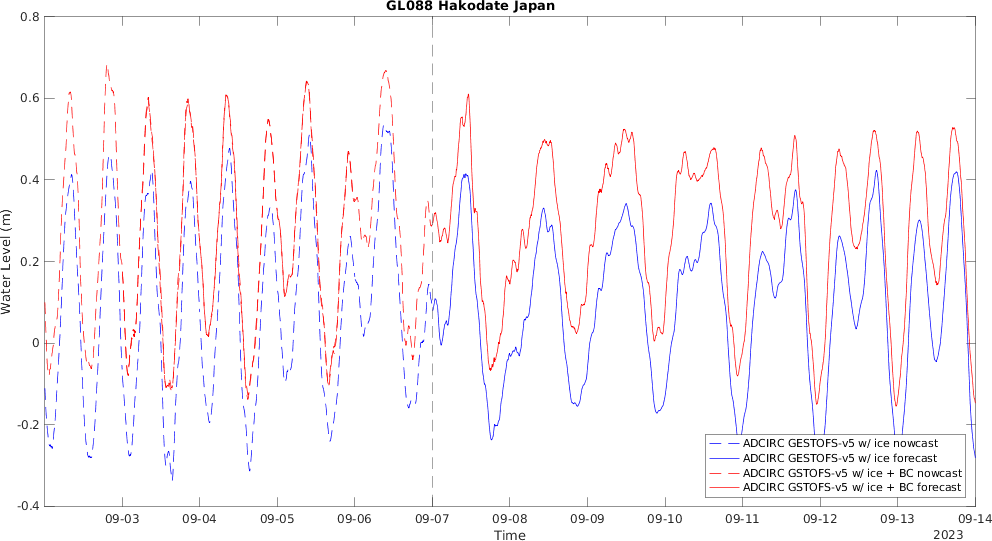 GL088 Hakodate Japan
Water Level (m)
0.8
0.6
0.4
0.2
0
-0.2
-0.4
ADCIRC GESTOFS-v5 w/ ice nowcast
ADCIRC GESTOFS-v5 w/ ice forecast
ADCIRC GSTOFS-v5 w/ ice + BC nowcast
ADCIRC GSTOFS-v5 w/ ice + BC forecast
09-03 09-04 09-05 09-06 09-07 09-08 09-09 09-10 09-11 09-12 09-13 09-14
Time
2023